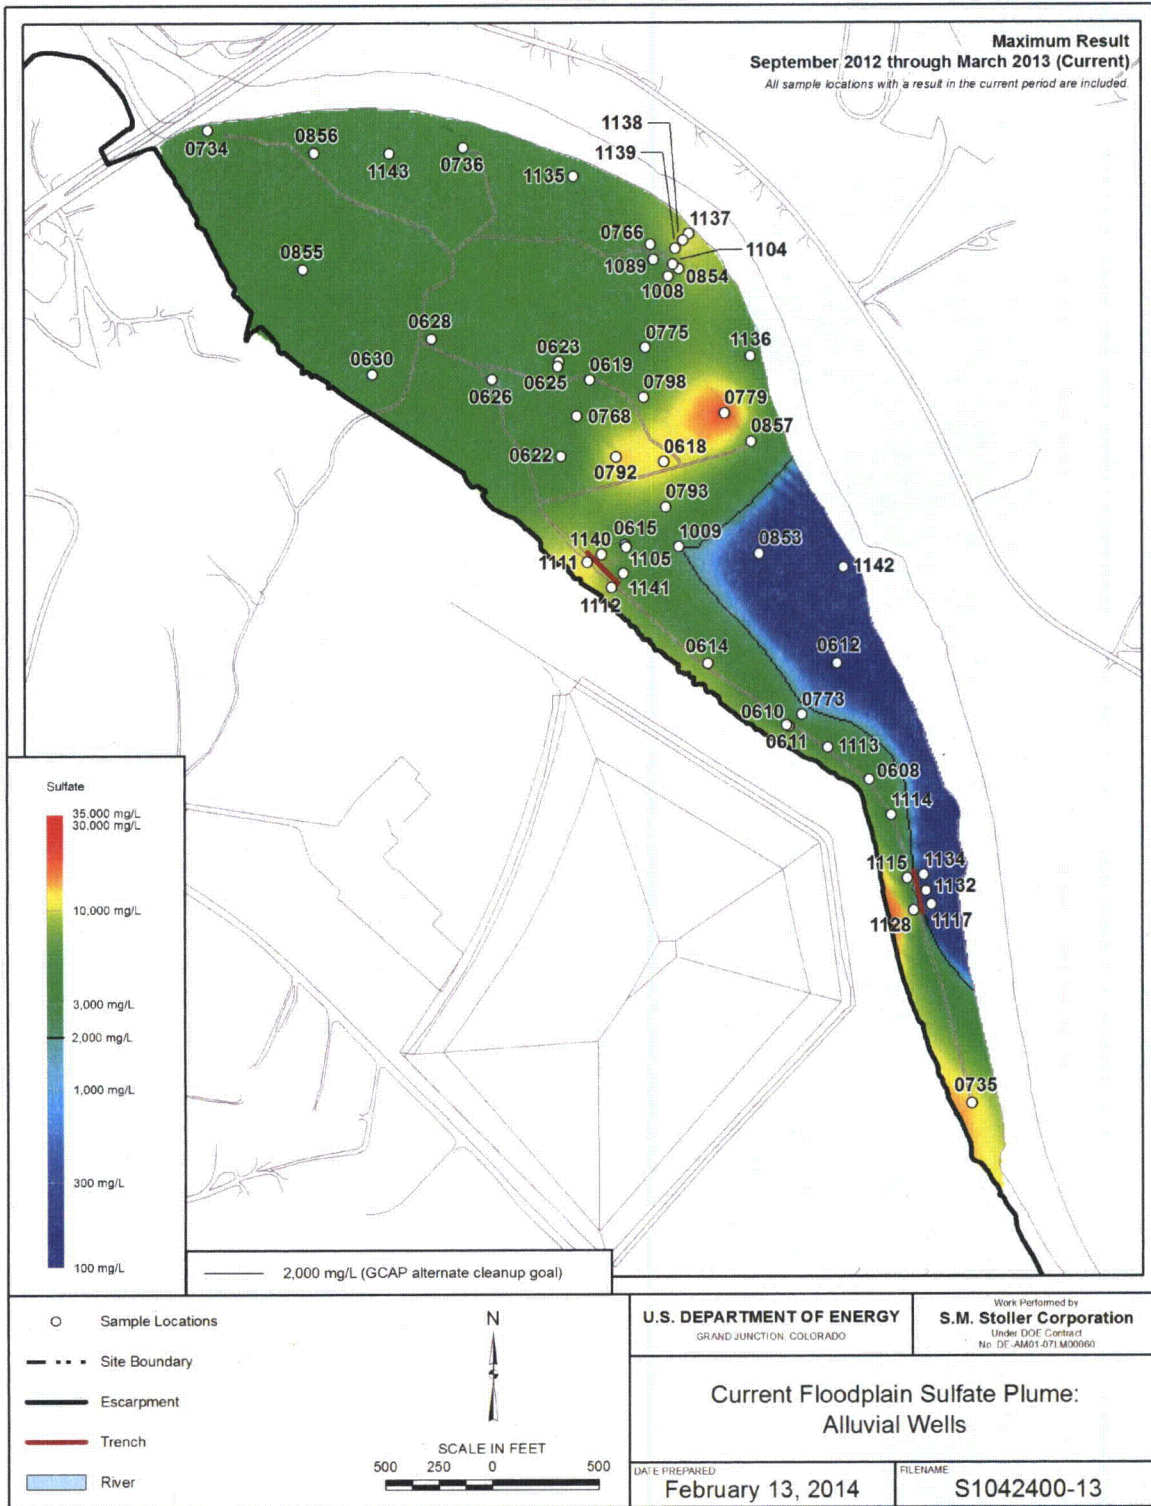 Maximum Result
September 2012 through March 2013 (Current)
All sample locations with a result in the current period are included.
1138
1139
0734
0856
1143
0736
1135
1137
0766
1104
1089
0854
1008
0855
0628
0775
1136
0623
0619
0630
0626
0625
0798
0779
0768
0857
0618
0622
0792
0793
0615
1009
1140
0853
1111
1105
1142
1141
1112
0614
0612
0773
0610
0611
1113
0608
1114
1115
1134
1132
1128
1117
0735
Sulfate
35,000 mg/L
30,000 mg/L
10,000 mg/L
3,000 mg/L
2,000 mg/L
1,000 mg/L
300 mg/L
100 mg/L
2,000 mg/L (GCAP alternate cleanup goal)
Sample Locations
Site Boundary
Escarpment
Trench
River
N
SCALE IN FEET
500 250 0 500
U.S. DEPARTMENT OF ENERGY
GRAND JUNCTION, COLORADO
Work Performed by
S.M. Stoller Corporation
Under DOE Contract
No. DE-AM01-07LM00060
Current Floodplain Sulfate Plume:
Alluvial Wells
DATE PREPARED:
February 13, 2014
FILENAME
S1042400-13